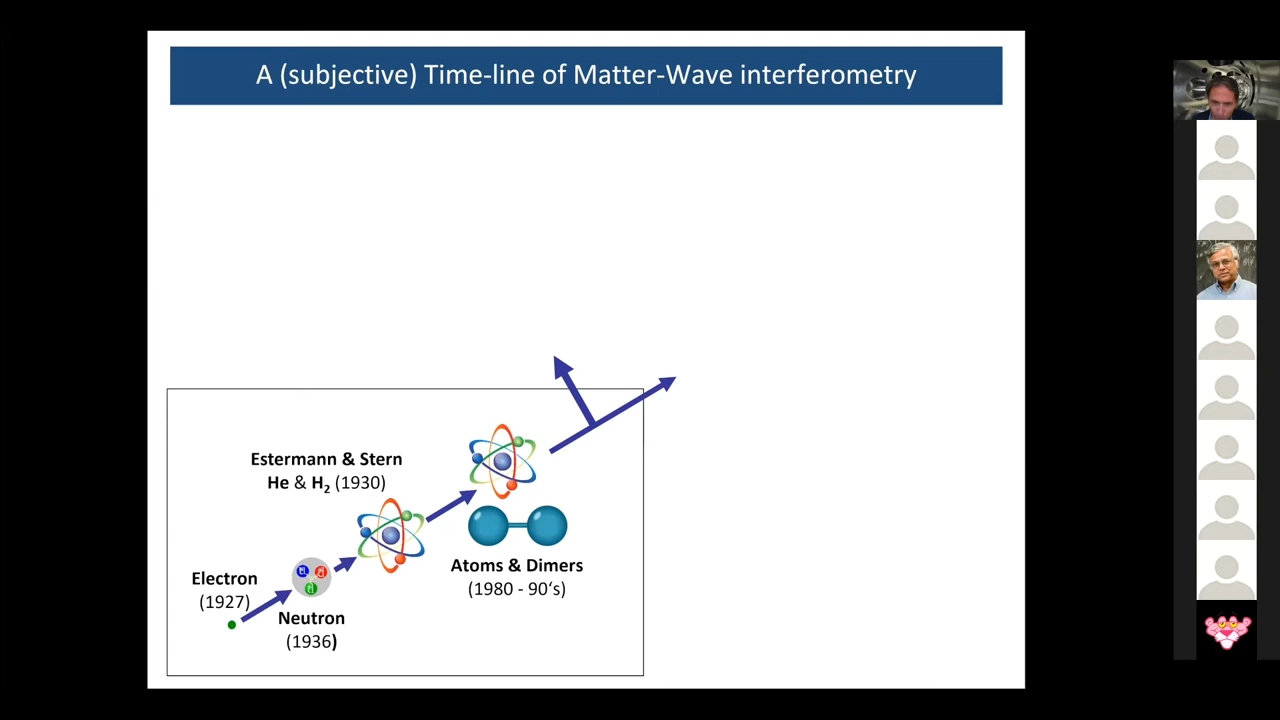 A (subjective) Time-line of Matter-Wave interferometry
Estermann & Stern
He & H₂ (1930)
Electron
(1927)
Neutron
(1936)
Atoms & Dimers
(1980 - 90‘s)